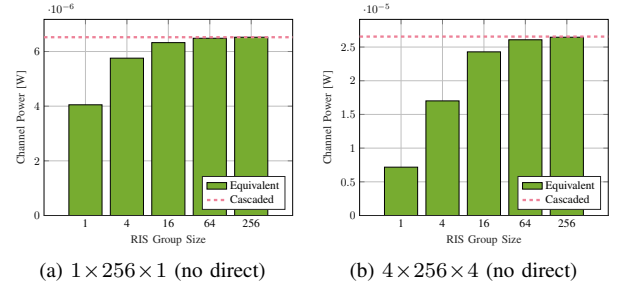 ·10⁻⁶
6
4
2
0
Channel Power [W]
1 4 16 64 256
RIS Group Size
Equivalent
Cascaded
(a) 1×256×1 (no direct)
·10⁻⁵
2.5
2
1.5
1
0.5
0
Channel Power [W]
1 4 16 64 256
RIS Group Size
Equivalent
Cascaded
(b) 4×256×4 (no direct)